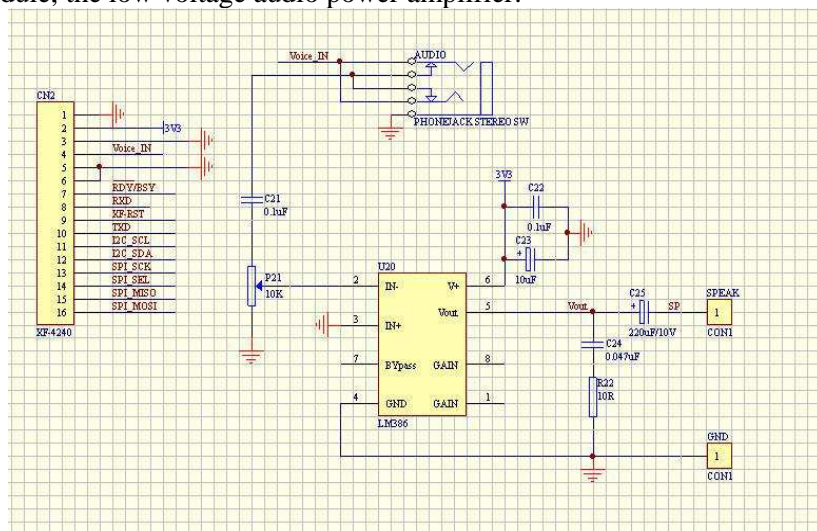 dule, the low voltage audio power amplifier.
Voice_IN
AUDIO
PHONEJACK STEREO SW
CN2
1
2
3V3
3
4
Voice_IN
5
6
7
RDY/BSY
8
RXD
9
XF-RST
10
TXD
11
I2C_SCL
12
I2C_SDA
13
SPI_SCK
14
SPI_SEL
15
SPI_MISO
16
SPI_MOSI
XF-4240
C21
0.1uF
P21
10K
3V3
C22
0.1uF
C23
+
10uF
U20
2 IN- V+ 6
Vout 5
3 IN+
7 BYpass GAIN 8
4 GND GAIN 1
LM386
Vout
C25
+
220uF/10V
SP
SPEAK
1
CON1
C24
0.047uF
R22
10R
GND
1
CON1